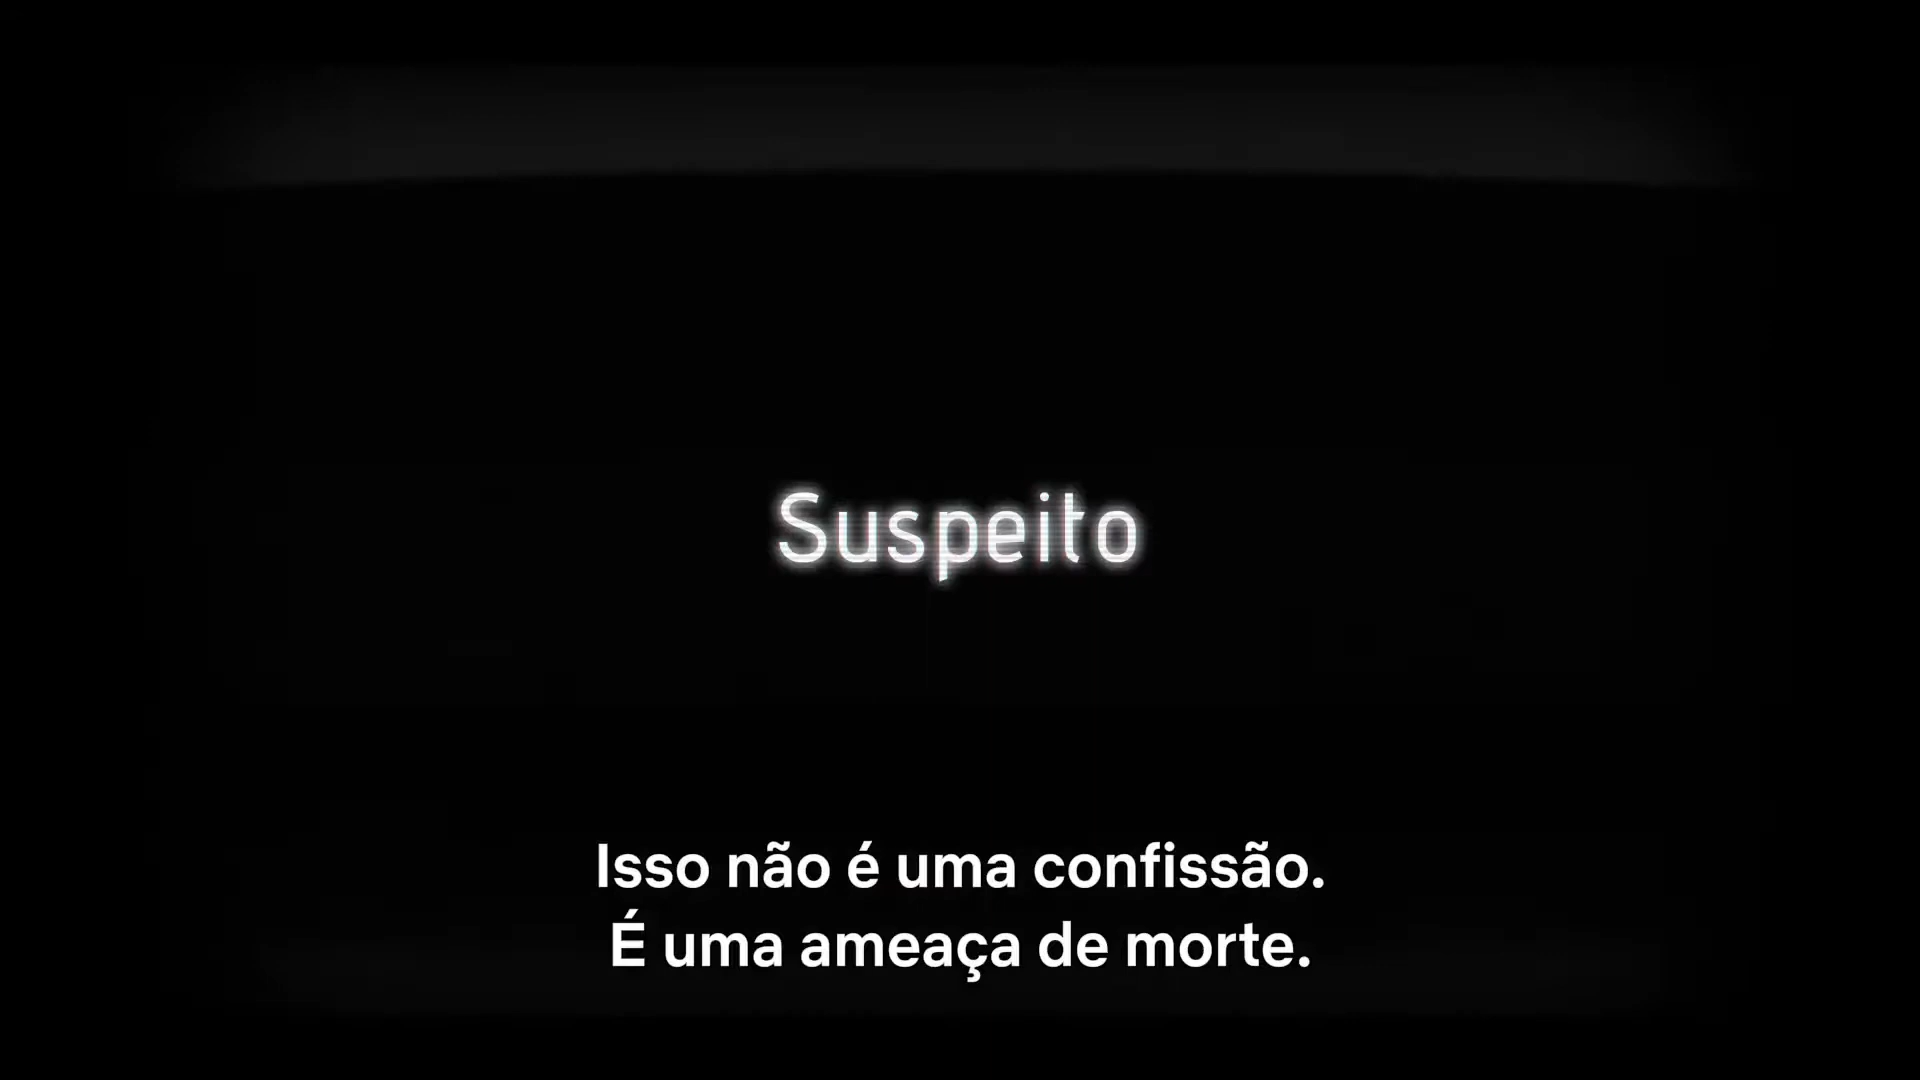 Suspeito
Isso não é uma confissão.
É uma ameaça de morte.